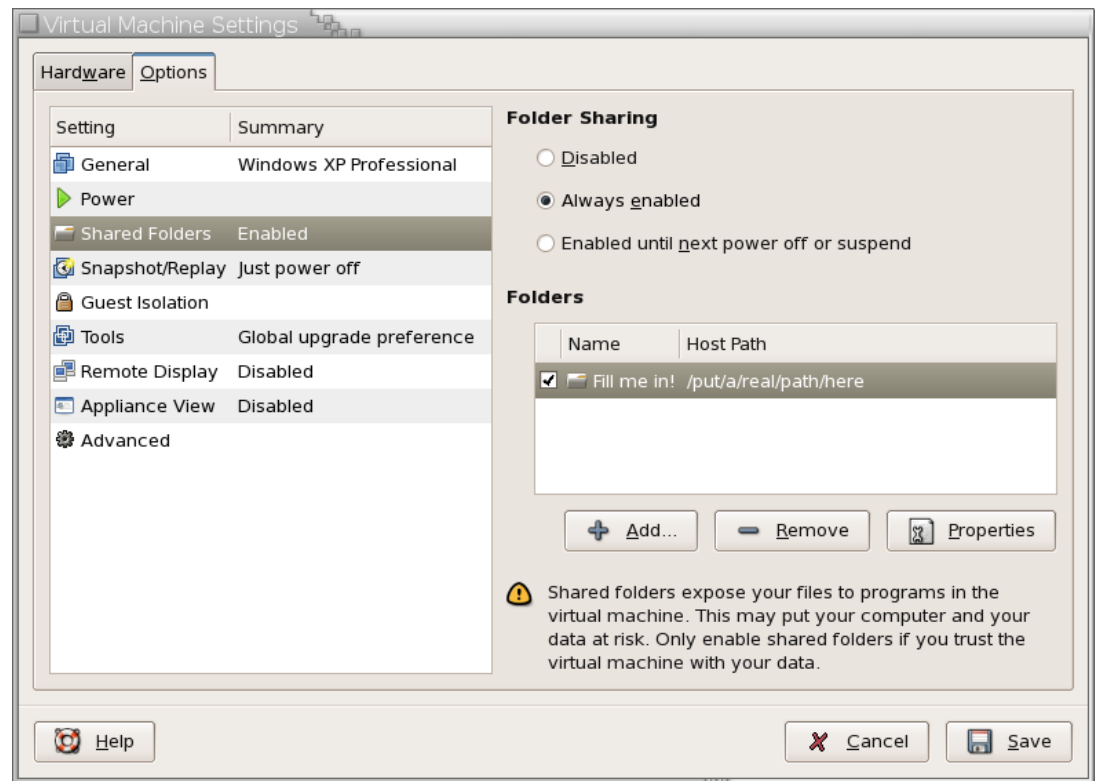 Virtual Machine Settings
Hardware Options
Setting Summary
General Windows XP Professional
Power
Shared Folders Enabled
Snapshot/Replay Just power off
Guest Isolation
Tools Global upgrade preference
Remote Display Disabled
Appliance View Disabled
Advanced
Folder Sharing
Disabled
Always enabled
Enabled until next power off or suspend
Folders
Name Host Path
Fill me in! /put/a/real/path/here
Add... Remove Properties
Shared folders expose your files to programs in the
virtual machine. This may put your computer and your
data at risk. Only enable shared folders if you trust the
virtual machine with your data.
Help Cancel Save